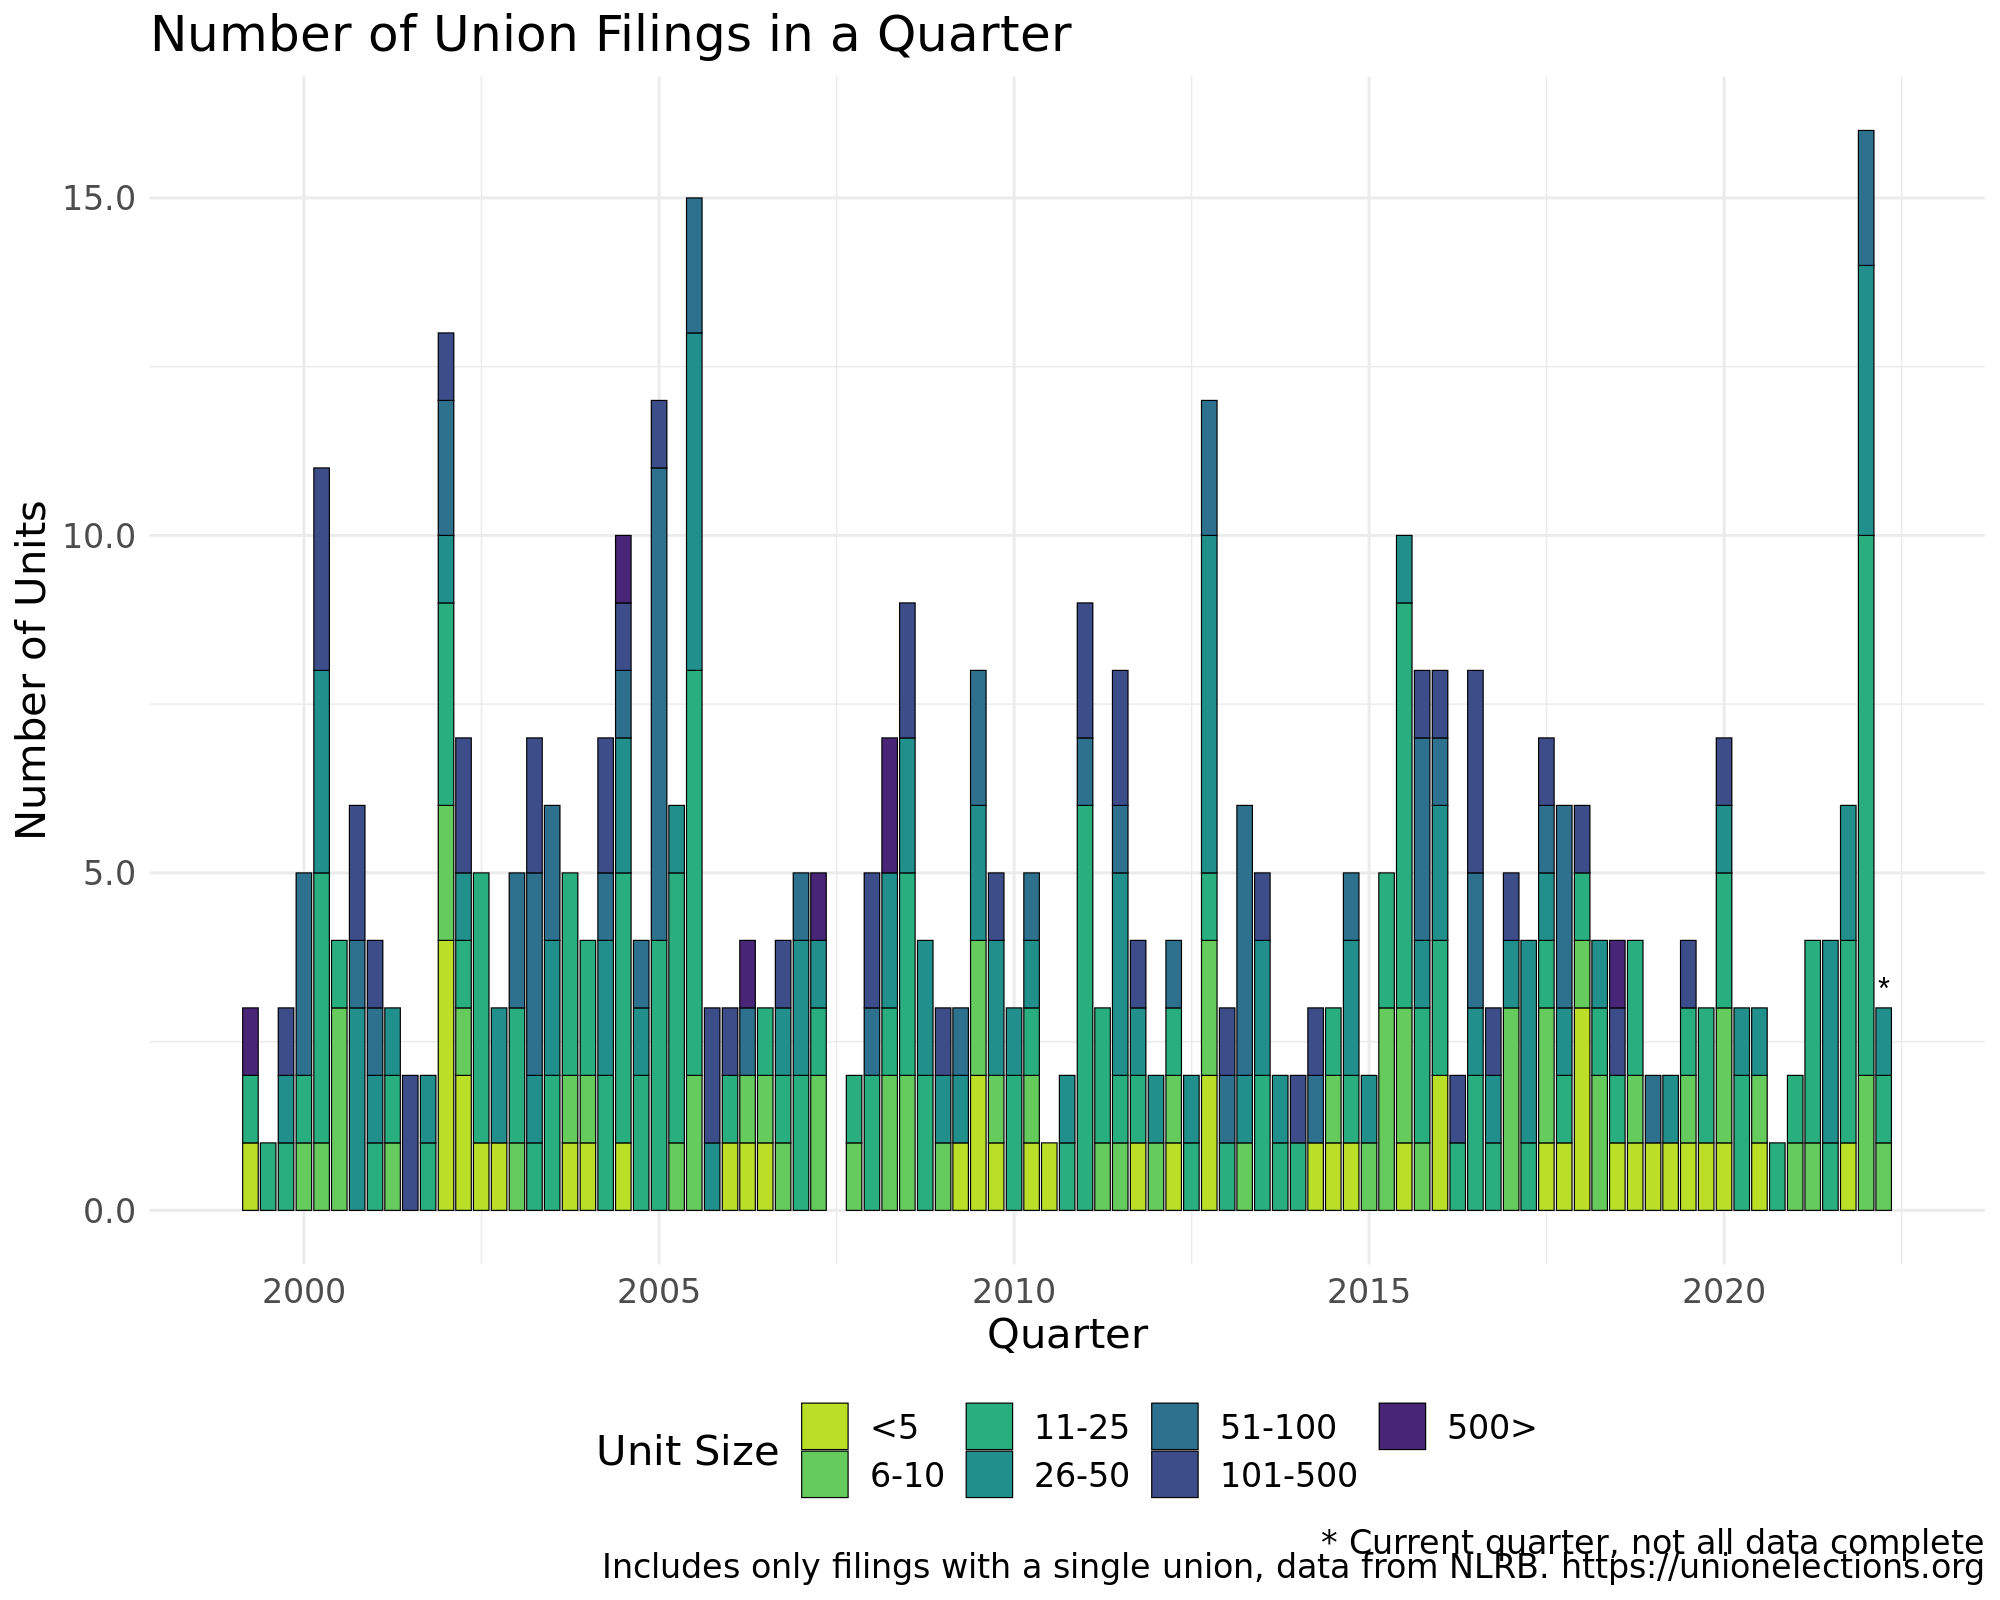 Number of Union Filings in a Quarter
Number of Units
15.0
10.0
5.0
0.0
*
2000 2005 2010 2015 2020
Quarter
Unit Size
<5 11-25 51-100 500>
6-10 26-50 101-500
* Current quarter, not all data complete
Includes only filings with a single union, data from NLRB. https://unionelections.org